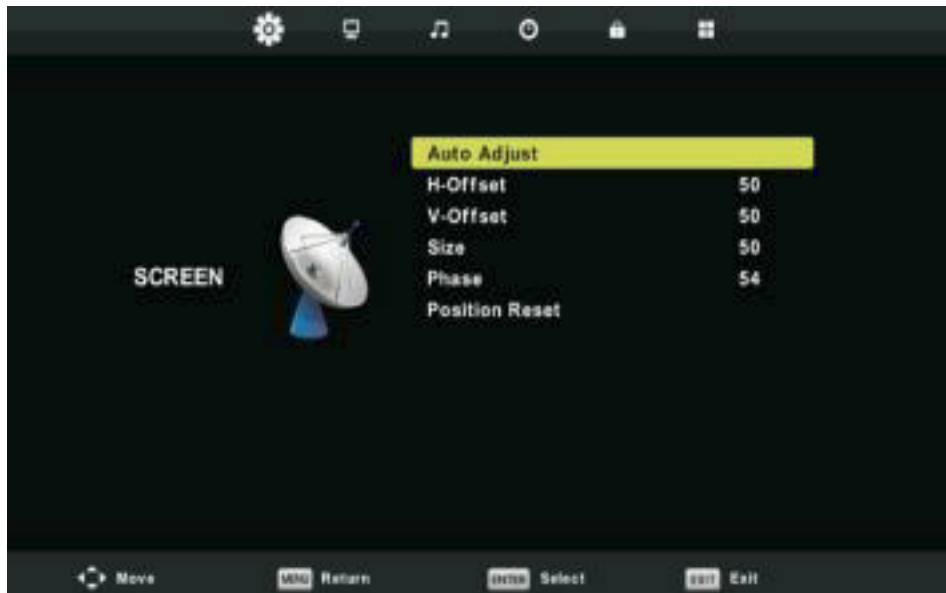 Auto Adjust
H-Offset 50
V-Offset 50
Size 50
SCREEN
Phase 54
Position Reset
Move MENU Return ENTER Select EXIT Exit